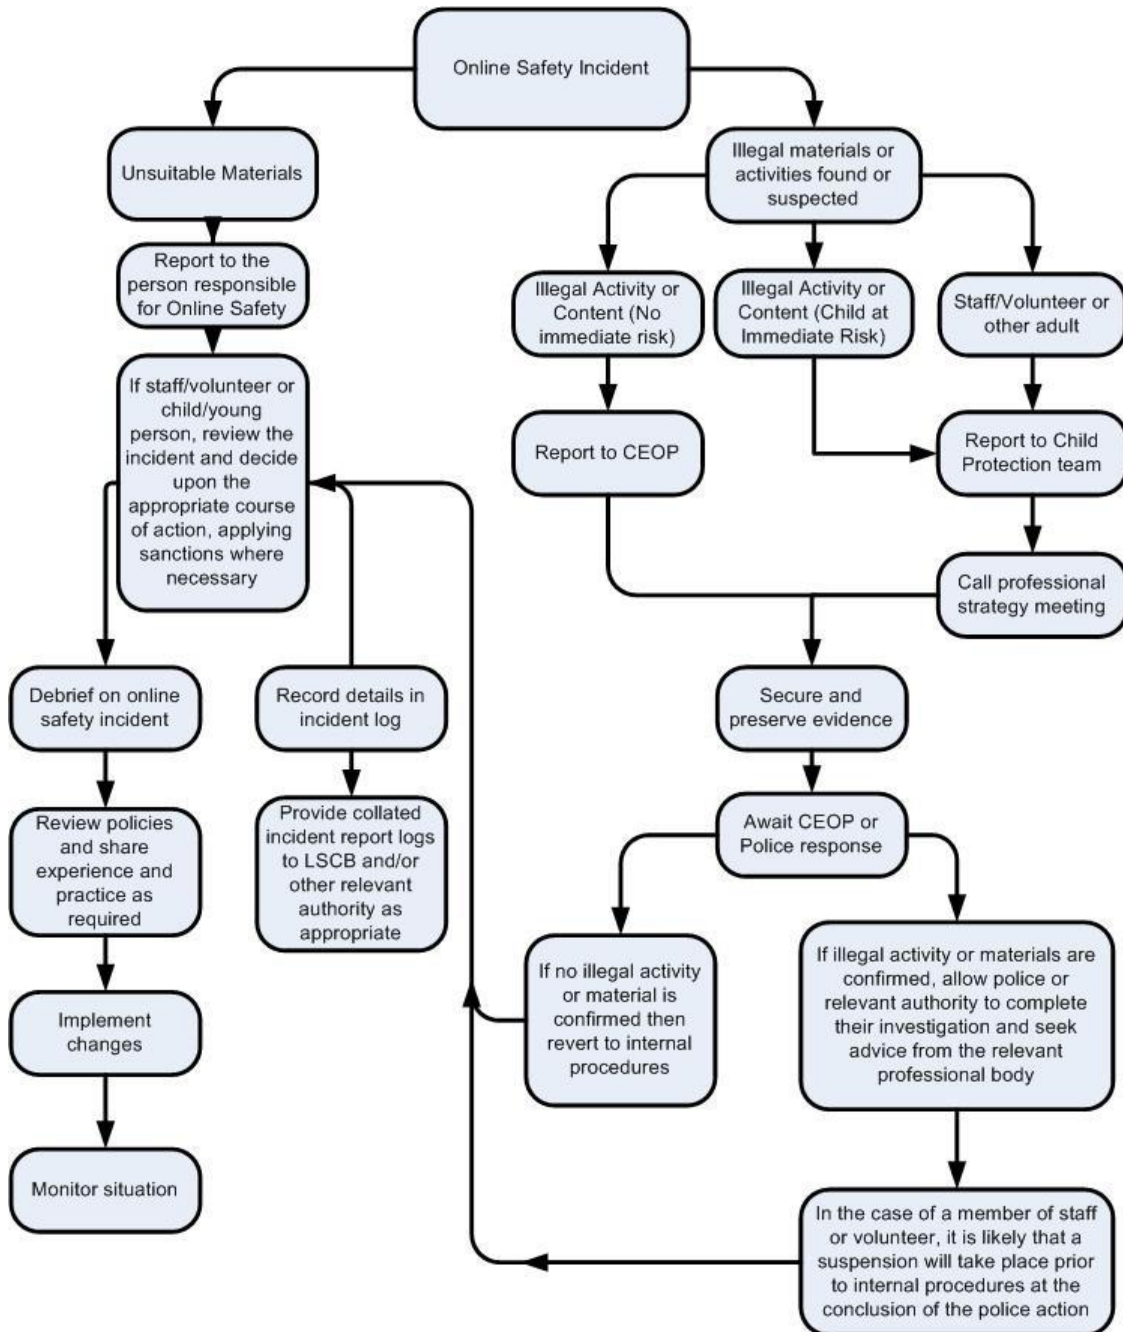 Online Safety Incident
Unsuitable Materials
Illegal materials or
activities found or
suspected
Report to the
person responsible
for Online Safety
Illegal Activity or
Content (No
immediate risk)
Illegal Activity or
Content (Child at
Immediate Risk)
Staff/Volunteer or
other adult
If staff/volunteer or
child/young
person, review the
incident and decide
upon the
appropriate course
of action, applying
sanctions where
necessary
Report to CEOP
Report to Child
Protection team
Call professional
strategy meeting
Debrief on online
safety incident
Record details in
incident log
Secure and
preserve evidence
Review policies
and share
experience and
practice as
required
Provide collated
incident report logs
to LSCB and/or
other relevant
authority as
appropriate
Await CEOP or
Police response
If no illegal activity
or material is
confirmed then
revert to internal
procedures
If illegal activity or materials are
confirmed, allow police or
relevant authority to complete
their investigation and seek
advice from the relevant
professional body
Implement
changes
Monitor situation
In the case of a member of staff
or volunteer, it is likely that a
suspension will take place prior
to internal procedures at the
conclusion of the police action